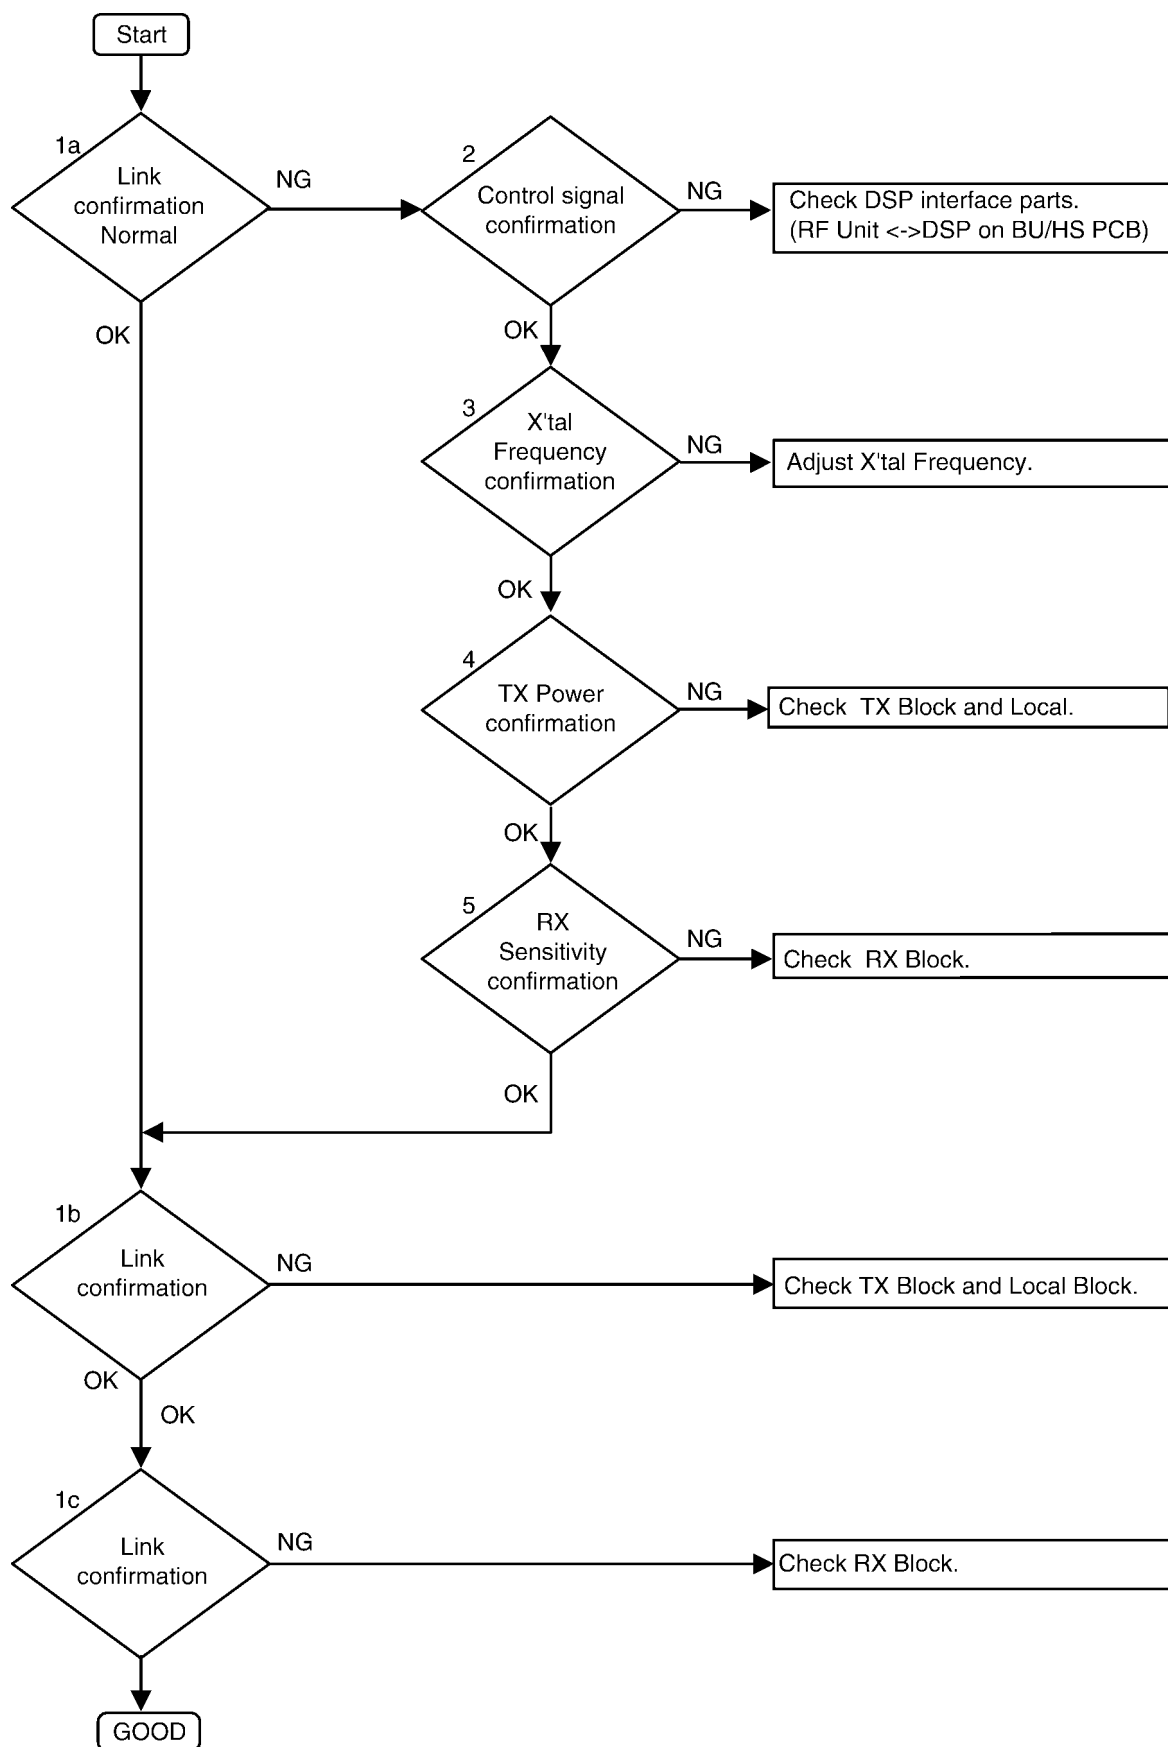 Start
1a
Link
confirmation
Normal
NG
OK
2
Control signal
confirmation
NG
Check DSP interface parts.
(RF Unit <->DSP on BU/HS PCB)
OK
3
X'tal
Frequency
confirmation
NG
Adjust X'tal Frequency.
OK
4
TX Power
confirmation
NG
Check  TX Block and Local.
OK
5
RX
Sensitivity
confirmation
NG
Check  RX Block.
OK
1b
Link
confirmation
NG
Check TX Block and Local Block.
OK
OK
1c
Link
confirmation
NG
Check RX Block.
GOOD